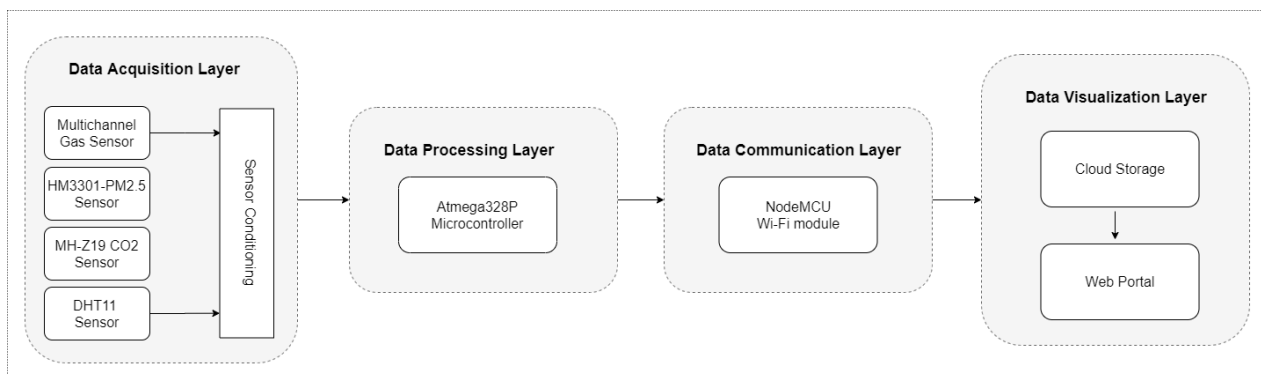 Data Acquisition Layer
Multichannel
Gas Sensor
HM3301-PM2.5
Sensor
MH-Z19 CO2
Sensor
DHT11
Sensor
Sensor Conditioning
Data Processing Layer
Atmega328P
Microcontroller
Data Communication Layer
NodeMCU
Wi-Fi module
Data Visualization Layer
Cloud Storage
Web Portal